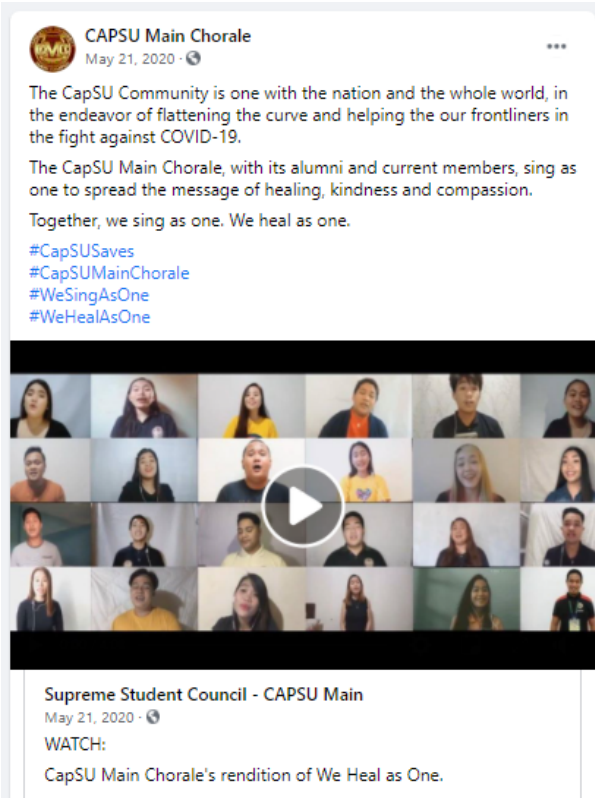 CAPSU Main Chorale
May 21, 2020 ·
The CapSU Community is one with the nation and the whole world, in
the endeavor of flattening the curve and helping the our frontliners in
the fight against COVID-19.
The CapSU Main Chorale, with its alumni and current members, sing as
one to spread the message of healing, kindness and compassion.
Together, we sing as one. We heal as one.
#CapSUSaves
#CapSUMainChorale
#WeSingAsOne
#WeHealAsOne
Supreme Student Council - CAPSU Main
May 21, 2020 ·
WATCH:
CapSU Main Chorale's rendition of We Heal as One.